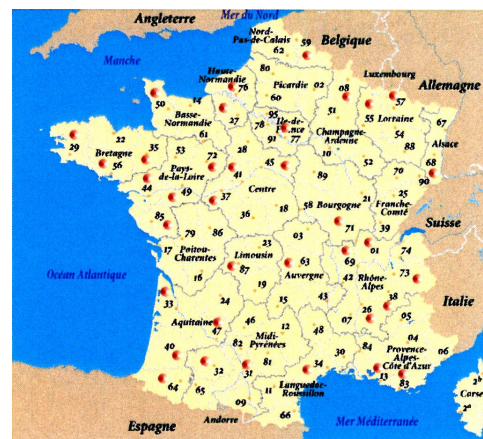 Angleterre
Mer du Nord
Nord-
Pas-de-Calais
62
59
Belgique
Manche
80
Haute-
Normandie
76
Picardie
02
08
Luxembourg
Allemagne
50
14
60
Basse-
Normandie
27
95
Ile-de-
France
78
91
77
55
57
Lorraine
54
67
Champagne-
Ardenne
51
10
88
Alsace
68
29
22
Bretagne
56
35
53
61
72
28
41
45
89
52
70
90
Pays-
de-la-Loire
44
49
37
Centre
18
36
58
Bourgogne
21
71
25
Franche-
Comté
39
Suisse
85
79
86
03
17
Poitou-
Charentes
16
23
Limousin
87
63
Auvergne
69
01
42
Rhône-
Alpes
74
73
38
Océan Atlantique
33
24
19
15
43
07
26
05
Italie
Aquitaine
47
46
12
48
40
82
Midi-
Pyrénées
81
30
84
04
06
Provence-
Alpes-
Côte d'Azur
13
83
64
65
32
31
09
11
34
Languedoc-
Roussillon
66
Espagne
Andorre
Mer Méditerranée
2b
Corse
2a